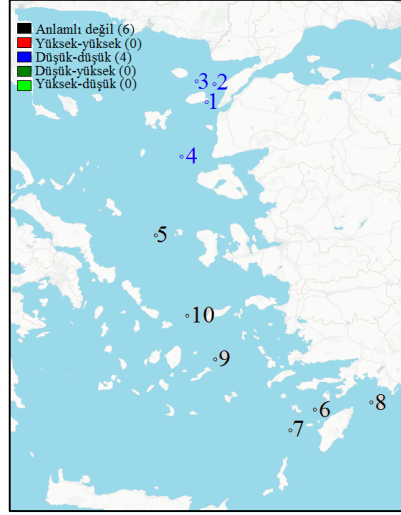 Anlamlı değil (6)
Yüksek-yüksek (0)
Düşük-düşük (4)
Düşük-yüksek (0)
Yüksek-düşük (0)
3 2
1
4
5
10
9
6
8
7